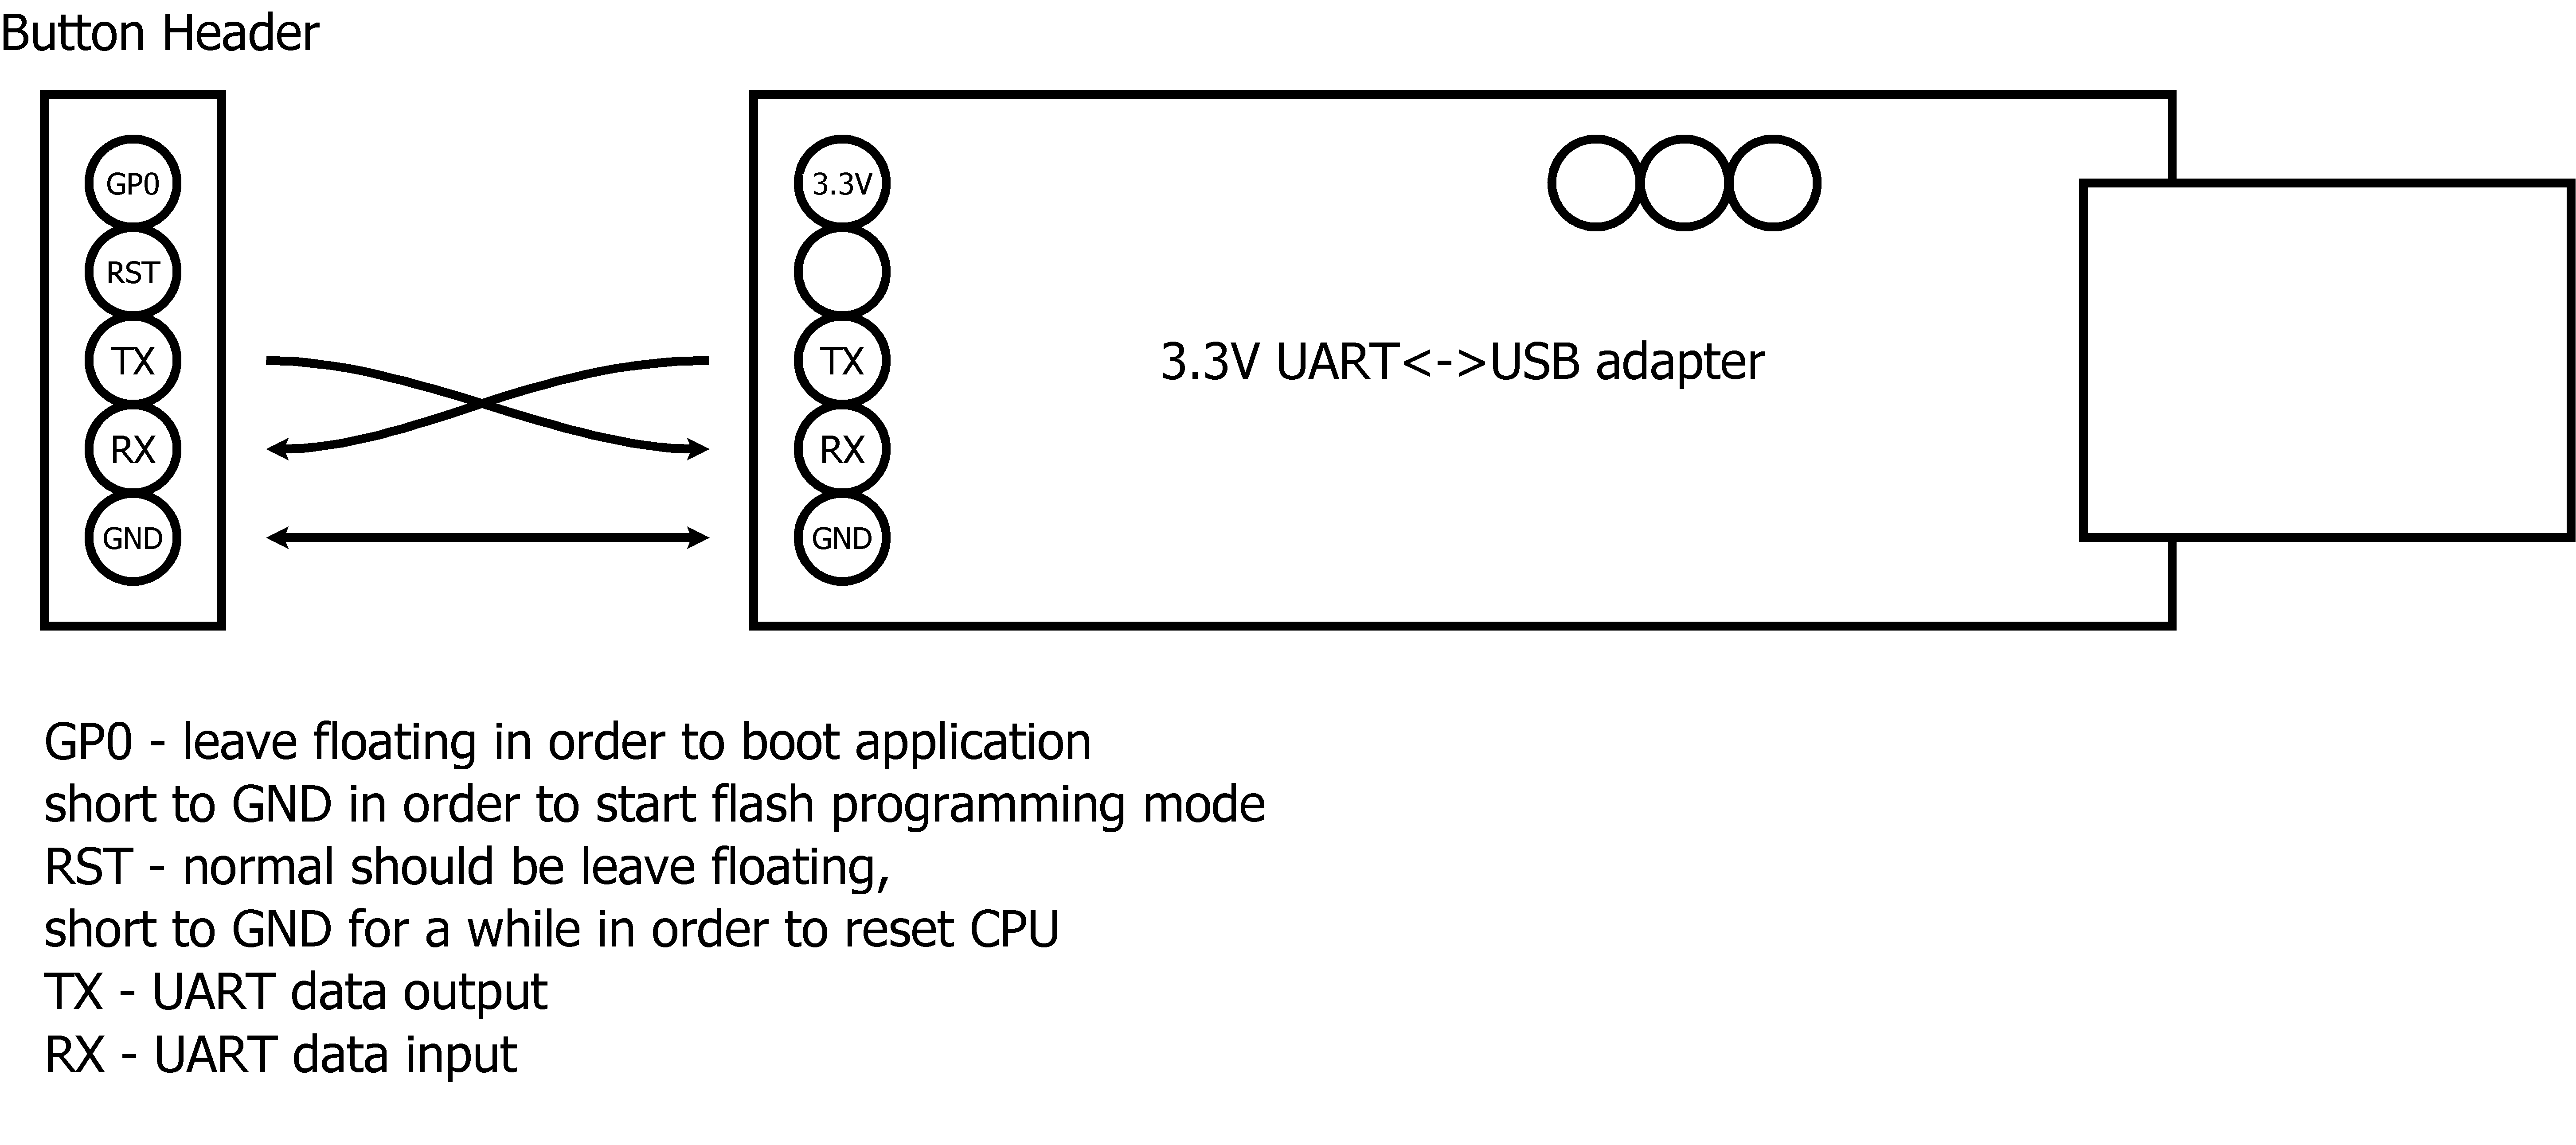 Button Header
GP0
RST
TX
RX
GND
3.3V
TX
RX
GND
3.3V UART<->USB adapter
GP0 - leave floating in order to boot application
short to GND in order to start flash programming mode
RST - normal should be leave floating,
short to GND for a while in order to reset CPU
TX - UART data output
RX - UART data input